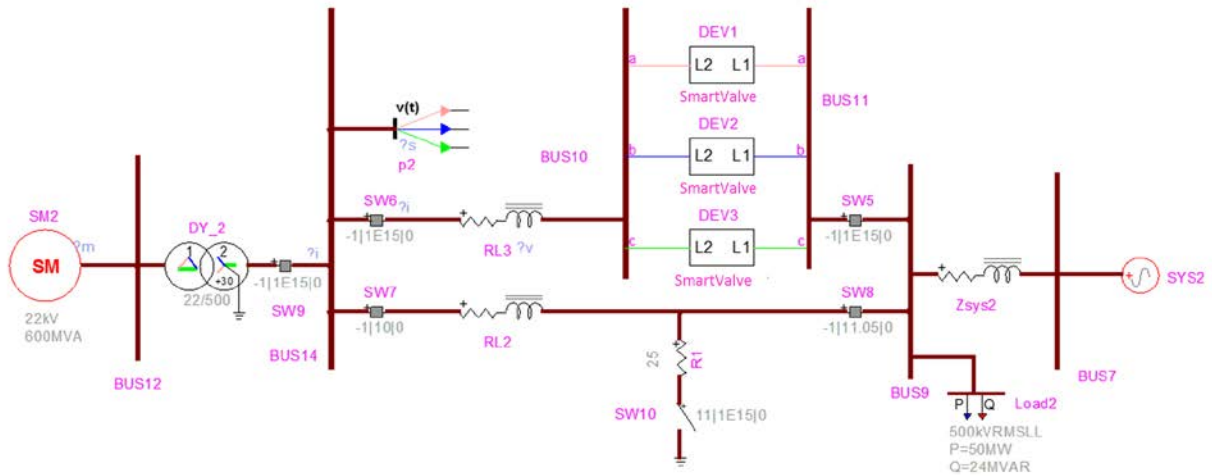 DEV1
a
L2 L1
a
SmartValve
BUS11
v(t)
?s
p2
BUS10
DEV2
b
L2 L1
b
SmartValve
SW6
?i
-1|1E15|0
RL3
?v
DEV3
c
L2 L1
c
SmartValve
SW5
-1|1E15|0
SM2
?m
SM
22kV
600MVA
BUS12
DY_2
1
2
+30
22/500
?i
-1|1E15|0
SW9
BUS14
SW7
-1|10|0
RL2
SW8
-1|11.05|0
Zsys2
SYS2
BUS7
25
R1
SW10
11|1E15|0
BUS9
P Q
Load2
500kVRMSLL
P=50MW
Q=24MVAR